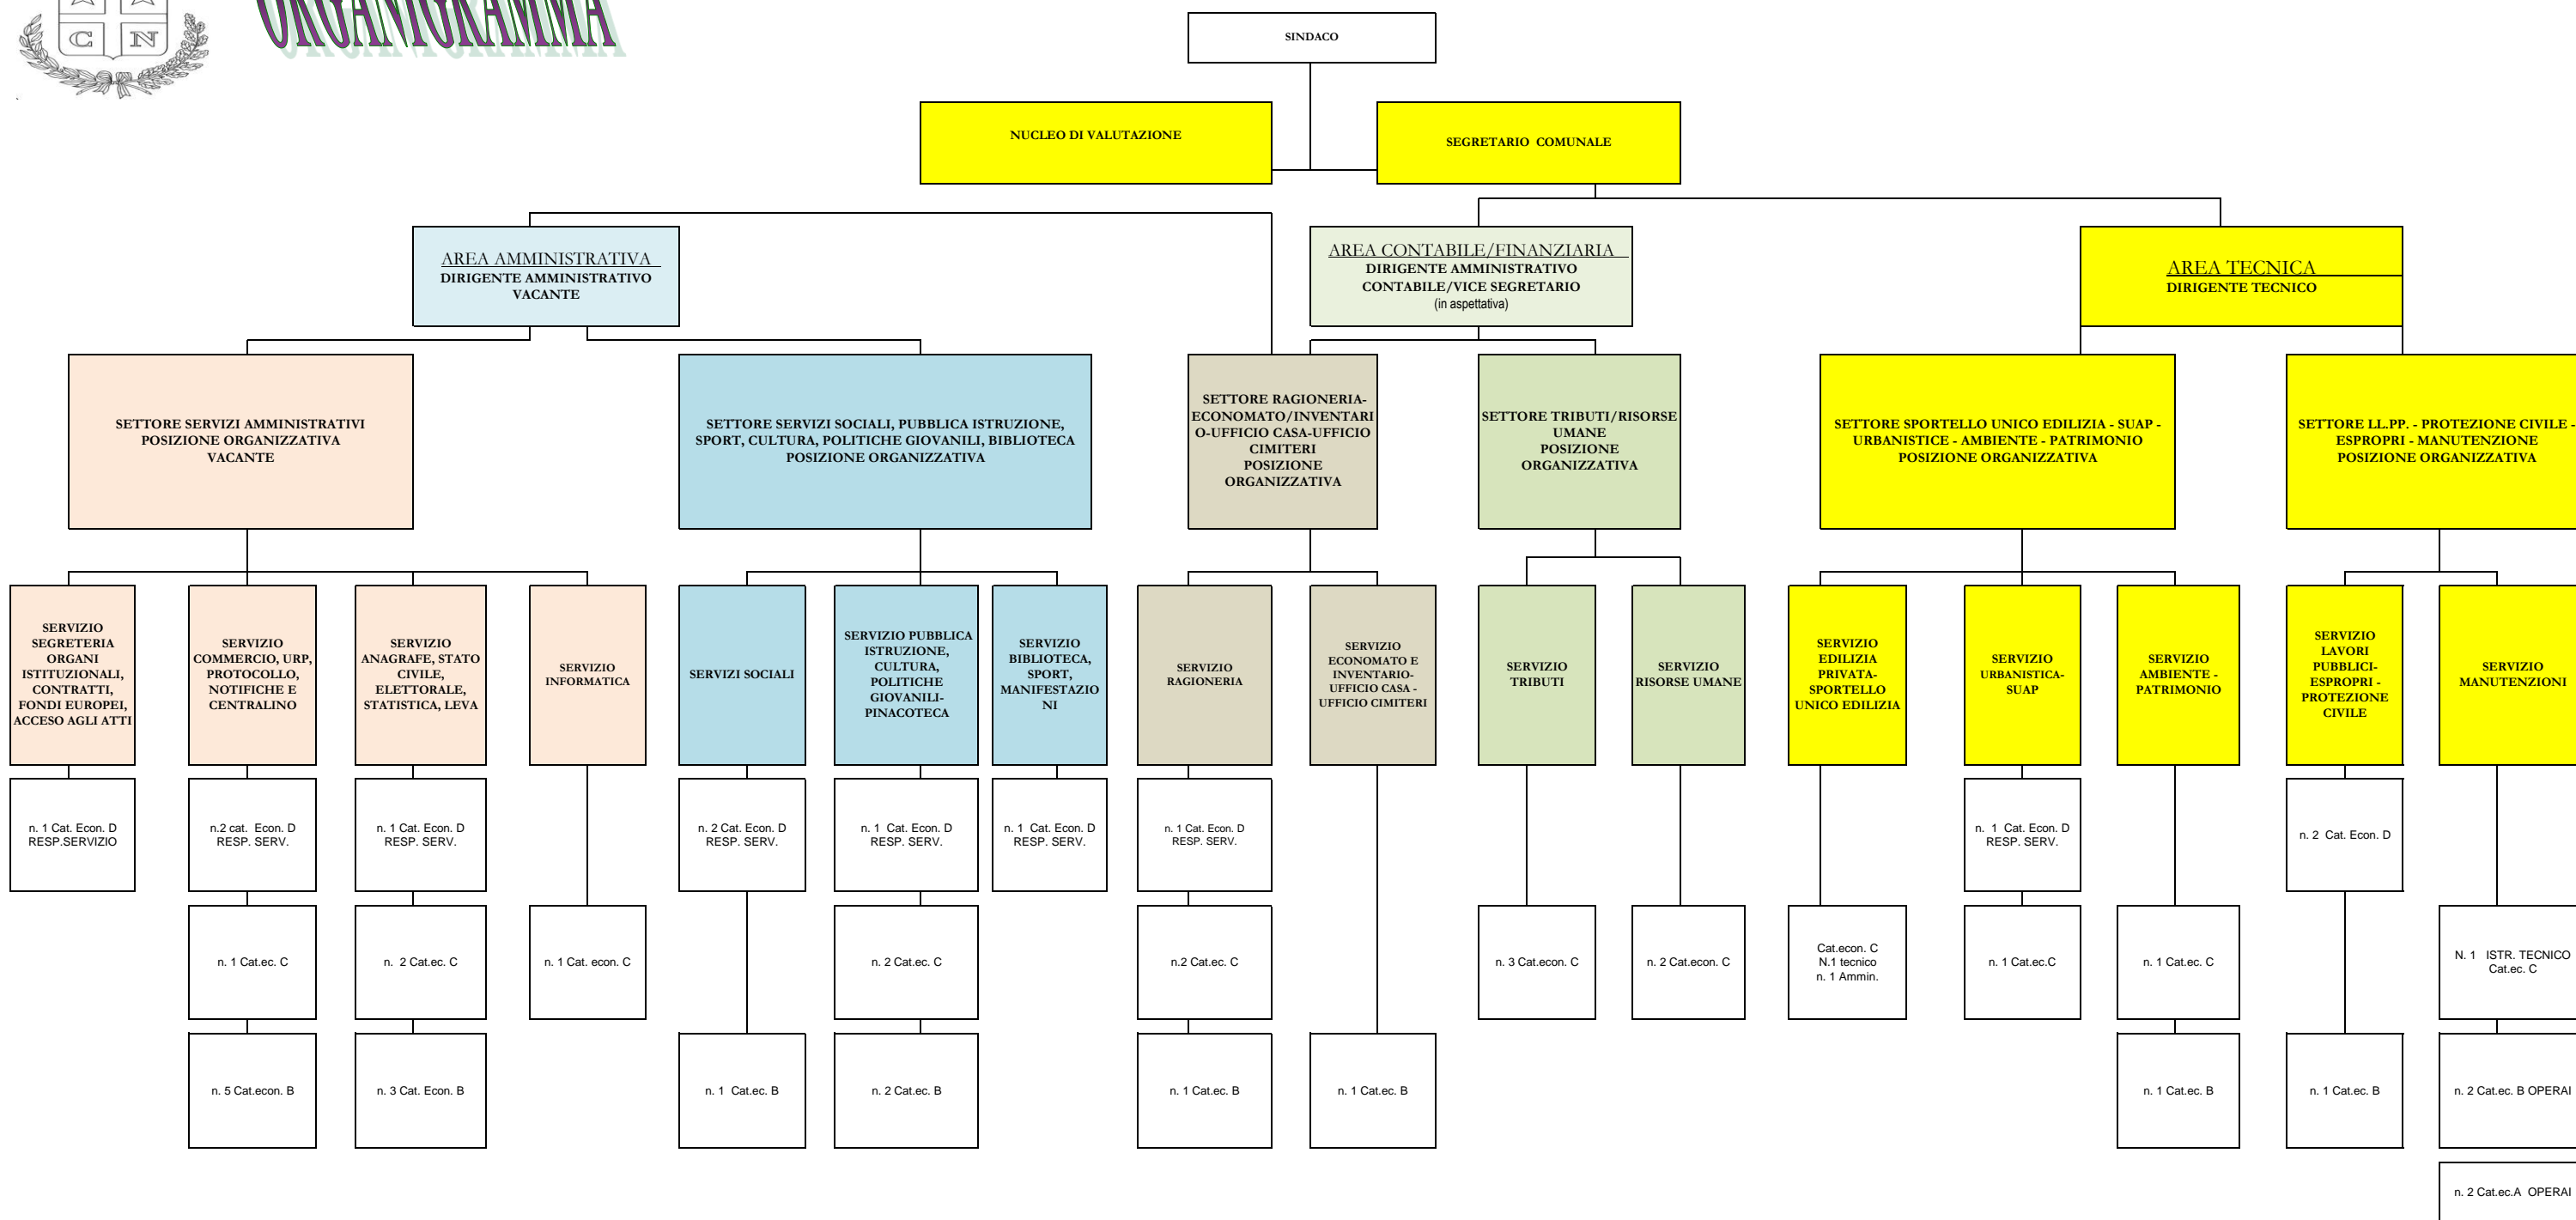 C N
ORGANIGRAMMA
SINDACO
NUCLEO DI VALUTAZIONE
SEGRETARIO COMUNALE
AREA AMMINISTRATIVA
DIRIGENTE AMMINISTRATIVO
VACANTE
AREA CONTABILE/FINANZIARIA
DIRIGENTE AMMINISTRATIVO
CONTABILE/VICE SEGRETARIO
(in aspettativa)
AREA TECNICA
DIRIGENTE TECNICO
SETTORE SERVIZI AMMINISTRATIVI
POSIZIONE ORGANIZZATIVA
VACANTE
SETTORE SERVIZI SOCIALI, PUBBLICA ISTRUZIONE,
SPORT, CULTURA, POLITICHE GIOVANILI, BIBLIOTECA
POSIZIONE ORGANIZZATIVA
SETTORE RAGIONERIA-
ECONOMATO/INVENTARI
O-UFFICIO CASA-UFFICIO
CIMITERI
POSIZIONE
ORGANIZZATIVA
SETTORE TRIBUTI/RISORSE
UMANE
POSIZIONE
ORGANIZZATIVA
SETTORE SPORTELLO UNICO EDILIZIA - SUAP -
URBANISTICE - AMBIENTE - PATRIMONIO
POSIZIONE ORGANIZZATIVA
SETTORE LL.PP. - PROTEZIONE CIVILE -
ESPROPRI - MANUTENZIONE
POSIZIONE ORGANIZZATIVA
SERVIZIO
SEGRETERIA
ORGANI
ISTITUZIONALI,
CONTRATTI,
FONDI EUROPEI,
ACCESO AGLI ATTI
SERVIZIO
COMMERCIO, URP,
PROTOCOLLO,
NOTIFICHE E
CENTRALINO
SERVIZIO
ANAGRAFE, STATO
CIVILE,
ELETTORALE,
STATISTICA, LEVA
SERVIZIO
INFORMATICA
SERVIZI SOCIALI
SERVIZIO PUBBLICA
ISTRUZIONE,
CULTURA,
POLITICHE
GIOVANILI-
PINACOTECA
SERVIZIO
BIBLIOTECA,
SPORT,
MANIFESTAZIO
NI
SERVIZIO
RAGIONERIA
SERVIZIO
ECONOMATO E
INVENTARIO-
UFFICIO CASA -
UFFICIO CIMITERI
SERVIZIO
TRIBUTI
SERVIZIO
RISORSE UMANE
SERVIZIO
EDILIZIA
PRIVATA-
SPORTELLO
UNICO EDILIZIA
SERVIZIO
URBANISTICA-
SUAP
SERVIZIO
AMBIENTE -
PATRIMONIO
SERVIZIO
LAVORI
PUBBLICI-
ESPROPRI -
PROTEZIONE
CIVILE
SERVIZIO
MANUTENZIONI
n. 1 Cat. Econ. D
RESP.SERVIZIO
n.2 cat. Econ. D
RESP. SERV.
n. 1 Cat. Econ. D
RESP. SERV.
n. 2 Cat. Econ. D
RESP. SERV.
n. 1 Cat. Econ. D
RESP. SERV.
n. 1 Cat. Econ. D
RESP. SERV.
n. 1 Cat. Econ. D
RESP. SERV.
n. 1 Cat. Econ. D
RESP. SERV.
n. 2 Cat. Econ. D
n. 1 Cat.ec. C
n. 2 Cat.ec. C
n. 1 Cat. econ. C
n. 2 Cat.ec. C
n.2 Cat.ec. C
n. 3 Cat.econ. C
n. 2 Cat.econ. C
Cat.econ. C
N.1 tecnico
n. 1 Ammin.
n. 1 Cat.ec.C
n. 1 Cat.ec. C
N. 1 ISTR. TECNICO
Cat.ec. C
n. 5 Cat.econ. B
n. 3 Cat. Econ. B
n. 1 Cat.ec. B
n. 2 Cat.ec. B
n. 1 Cat.ec. B
n. 1 Cat.ec. B
n. 1 Cat.ec. B
n. 1 Cat.ec. B
n. 2 Cat.ec. B OPERAI
n. 2 Cat.ec.A OPERAI